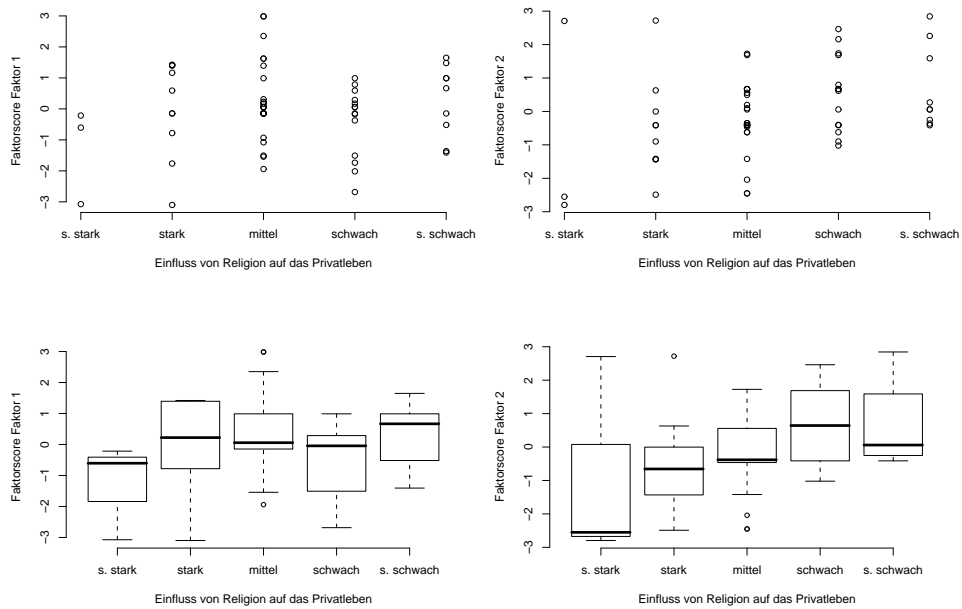 3
2
1
0
−1
−2
−3
Faktorscore Faktor 1
s. stark
stark
mittel
schwach
s. schwach
Einfluss von Religion auf das Privatleben
3
2
1
0
−1
−2
−3
Faktorscore Faktor 2
s. stark
stark
mittel
schwach
s. schwach
Einfluss von Religion auf das Privatleben
3
2
1
0
−1
−2
−3
Faktorscore Faktor 1
s. stark
stark
mittel
schwach
s. schwach
Einfluss von Religion auf das Privatleben
3
2
1
0
−1
−2
−3
Faktorscore Faktor 2
s. stark
stark
mittel
schwach
s. schwach
Einfluss von Religion auf das Privatleben